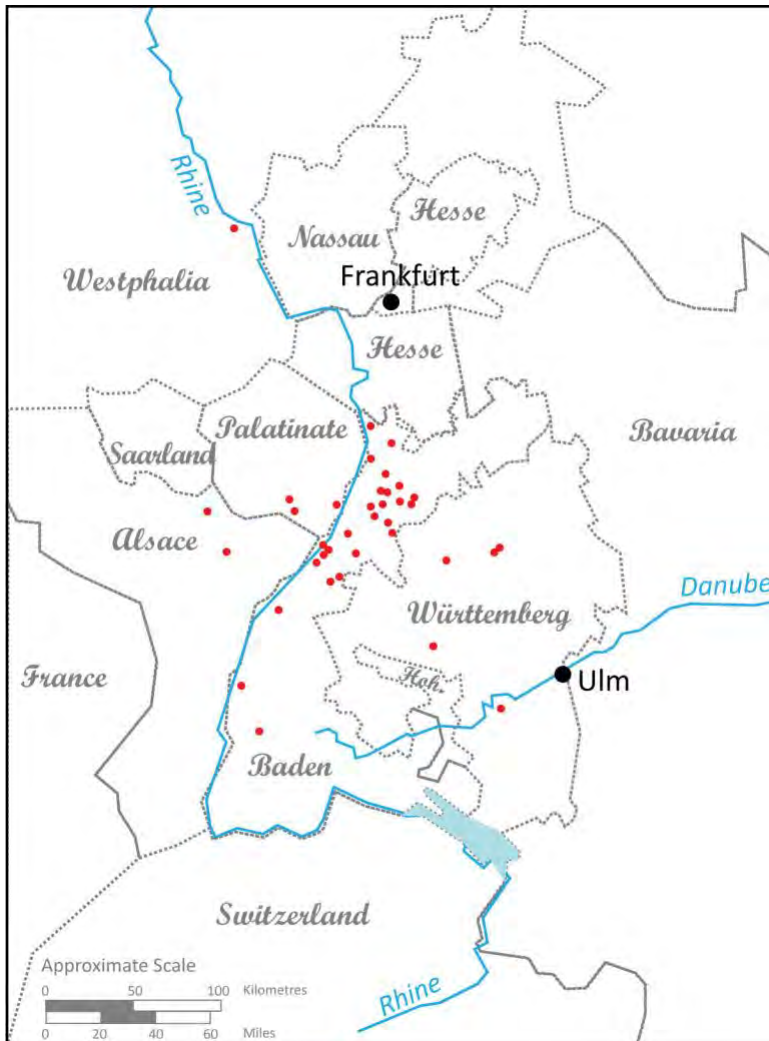 Rhine
Hesse
Nassau
Westphalia
Frankfurt
Hesse
Palatinate
Saarland
Bavaria
Alsace
Danube
Württemberg
France
Hoh.
Ulm
Baden
Switzerland
Approximate Scale
0 50 100 Kilometres
0 20 40 60 Miles
Rhine